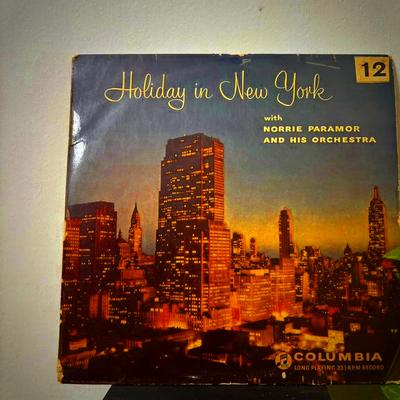 12
Holiday in New York
with
NORRIE PARAMOR
AND HIS ORCHESTRA
COLUMBIA
LONG PLAYING 33⅓ R.P.M RECORD